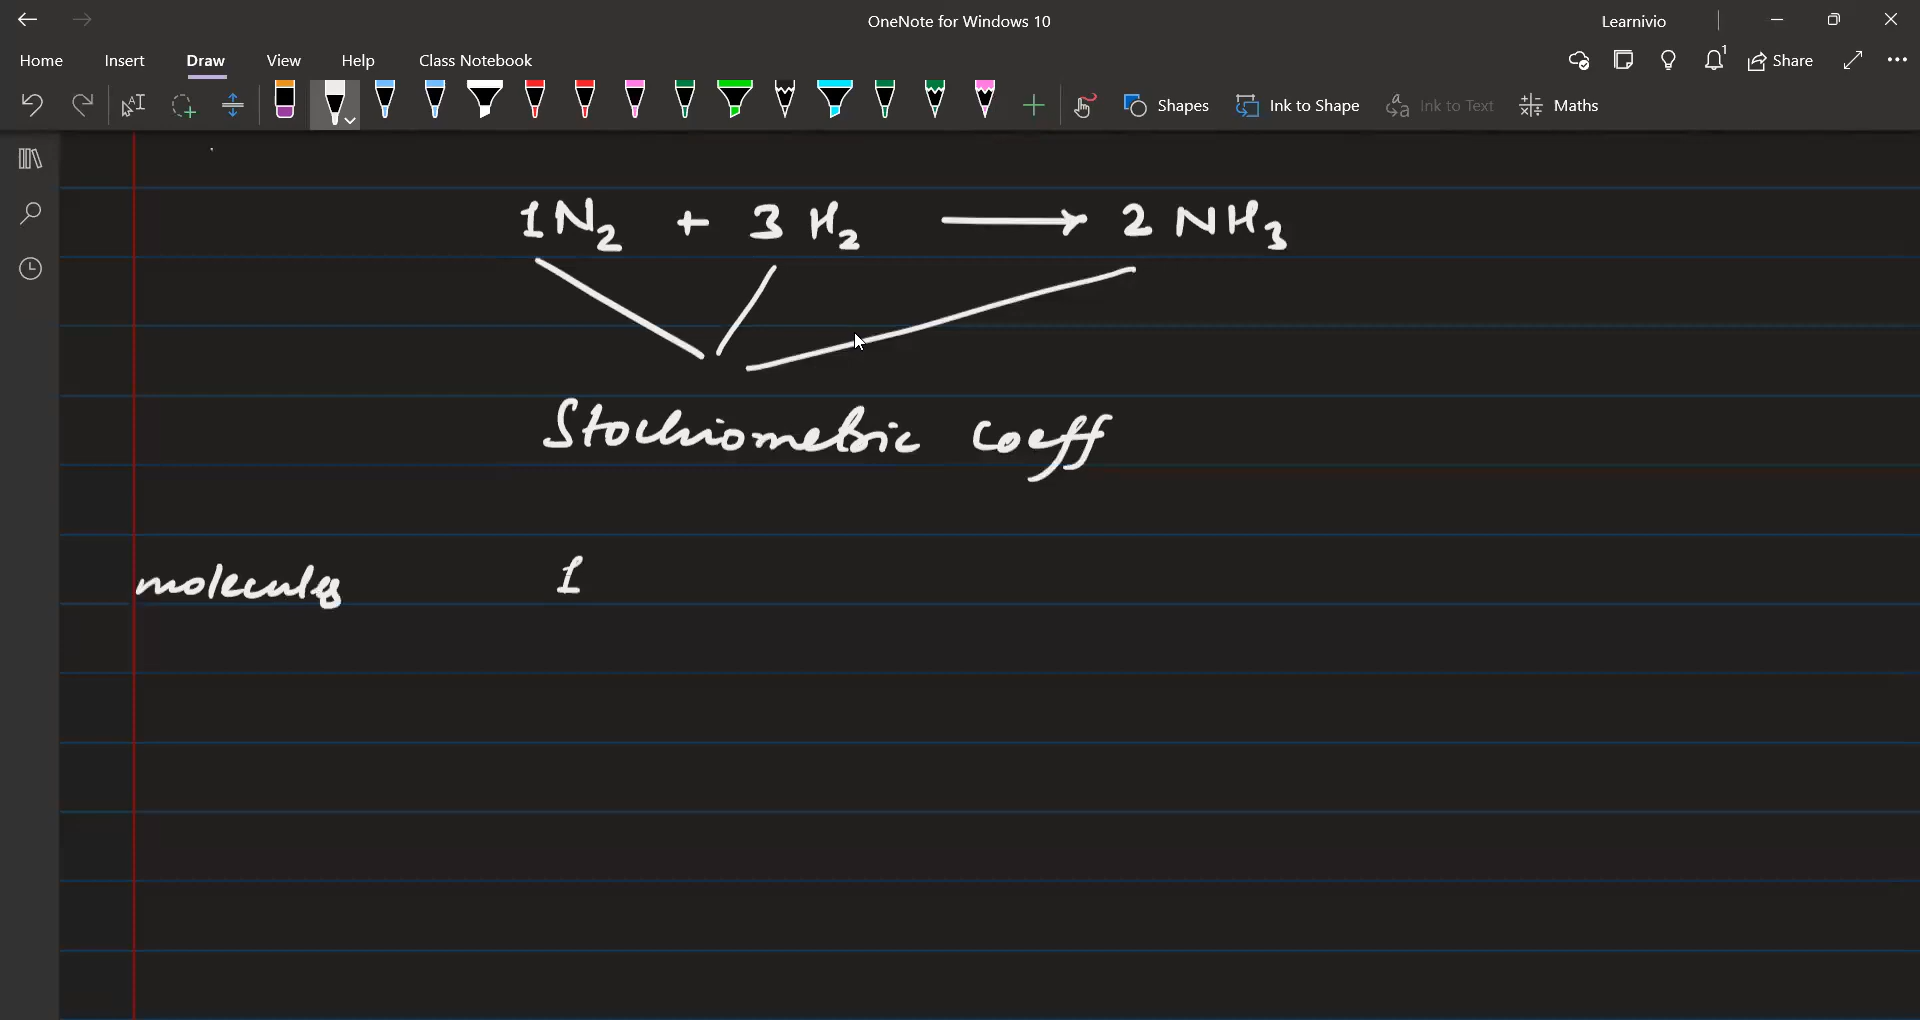 OneNote for Windows 10
Learnivio
Home Insert Draw View Help Class Notebook
1 Share
Shapes Ink to Shape Ink to Text Maths
1N₂ + 3 H₂ ⟶ 2 NH₃
Stochiometric coeff
molecules 1